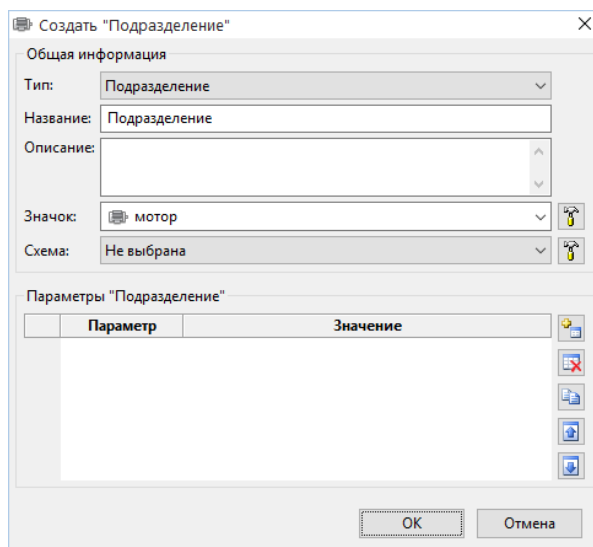 Создать "Подразделение"
Общая информация
Тип: Подразделение
Название: Подразделение
Описание:
Значок: мотор
Схема: Не выбрана
Параметры "Подразделение"
Параметр Значение
OK Отмена